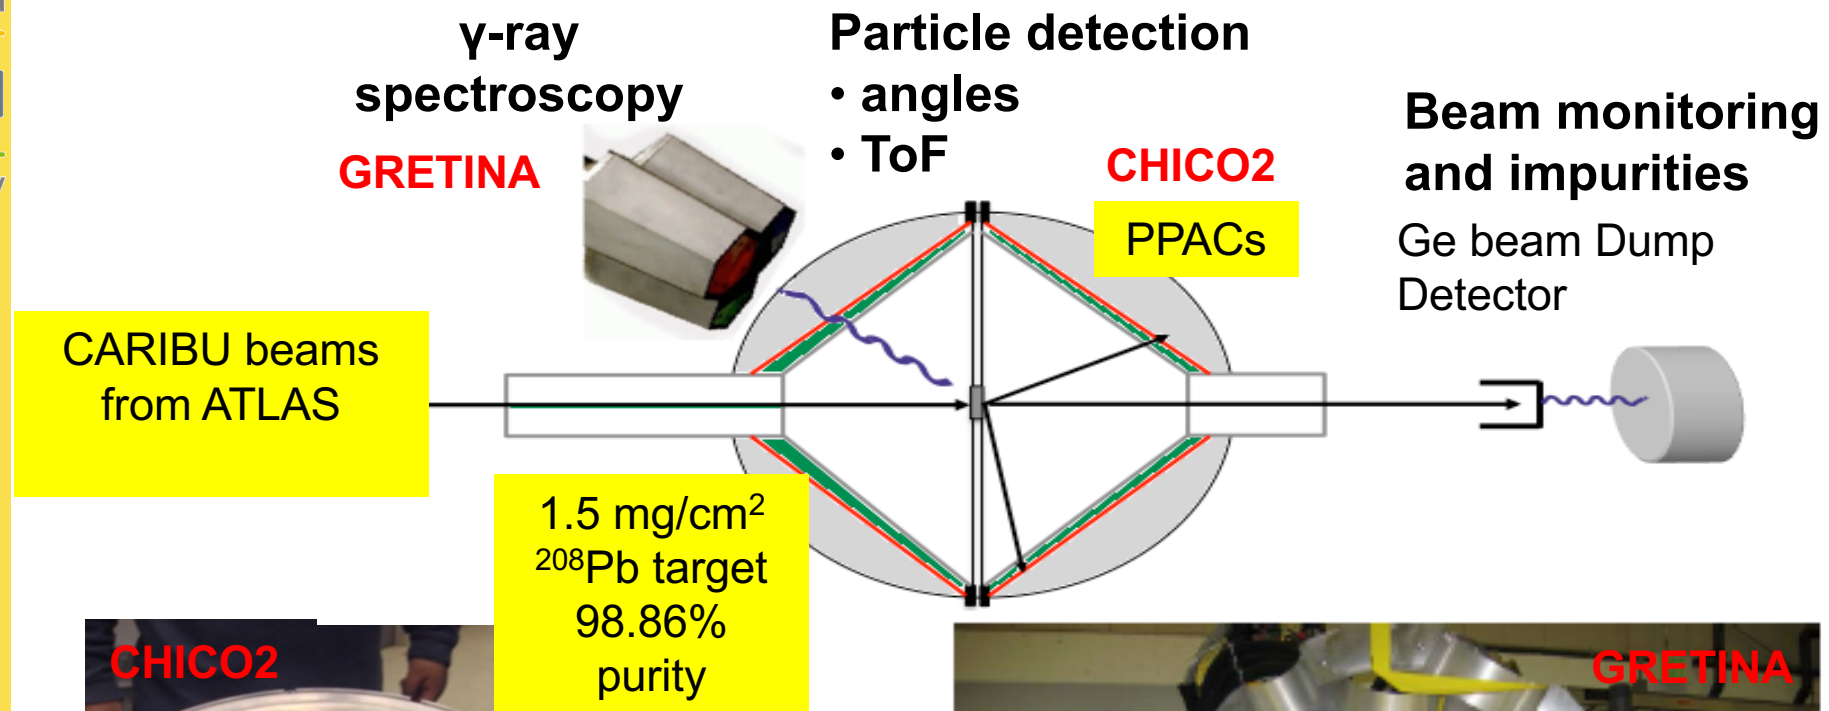 γ-ray
spectroscopy
GRETINA
Particle detection
• angles
• ToF
CHICO2
PPACs
Beam monitoring
and impurities
Ge beam Dump
Detector
CARIBU beams
from ATLAS
1.5 mg/cm²
²⁰⁸Pb target
98.86%
purity
CHICO2
GRETINA